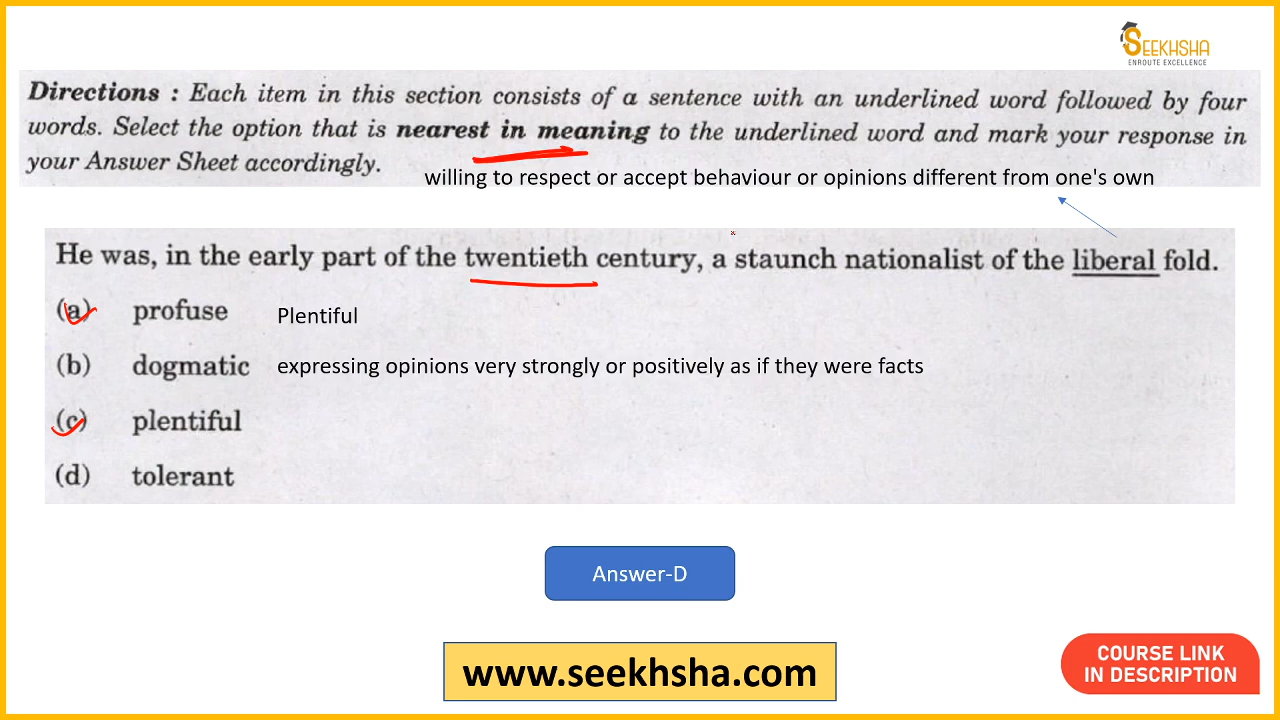 SEEKHSHA
ENROUTE EXCELLENCE
Directions : Each item in this section consists of a sentence with an underlined word followed by four
words. Select the option that is nearest in meaning to the underlined word and mark your response in
your Answer Sheet accordingly.
willing to respect or accept behaviour or opinions different from one's own
He was, in the early part of the twentieth century, a staunch nationalist of the liberal fold.
(a) profuse Plentiful
(b) dogmatic expressing opinions very strongly or positively as if they were facts
(c) plentiful
(d) tolerant
Answer-D
www.seekhsha.com
COURSE LINK
IN DESCRIPTION